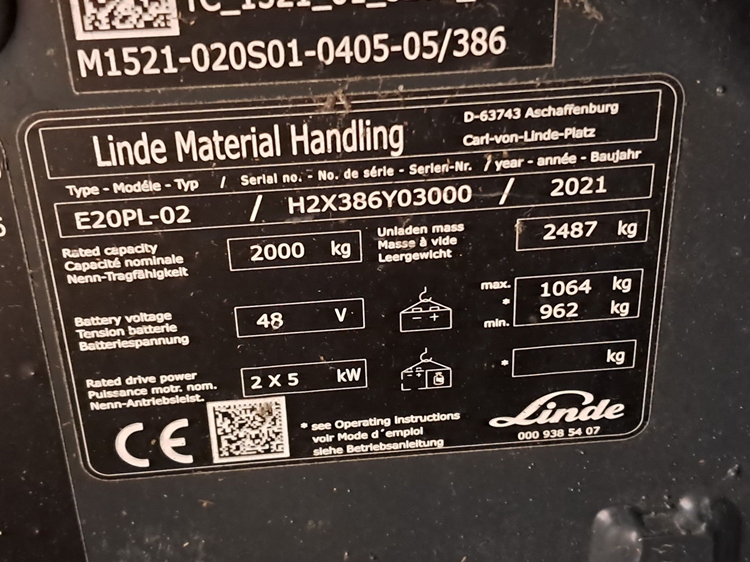 M1521-020S01-0405-05/386
Linde Material Handling
D-63743 Aschaffenburg
Carl-von-Linde-Platz
Type - Modéle - Typ / Serial no. - No. de série - Serien-Nr. / year - année - Baujahr
E20PL-02 / H2X386Y03000 / 2021
Rated capacity
Capacité nominale
Nenn-Tragfähigkeit
2000 kg
Unladen mass
Masse à vide
Leergewicht
2487 kg
Battery voltage
Tension batterie
Batteriespannung
48 V
- +
max. 1064 kg
*
min. 962 kg
Rated drive power
Puissance motr. nom.
Nenn-Antriebsleist.
2 X 5 kW
* kg
CE
* see Operating Instructions
voir Mode d´emploi
siehe Betriebsanleitung
Linde
000 938 54 07